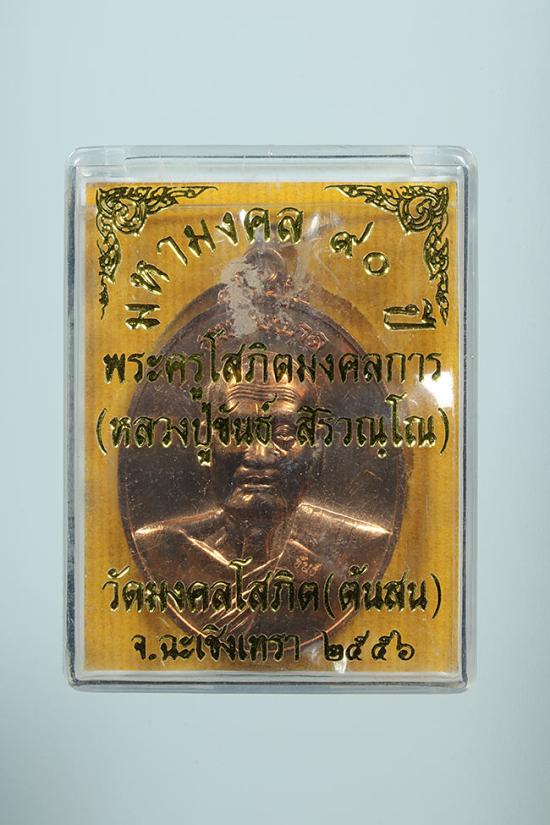 มหามงคล ๙๐ ปี
พระครูโสภิตมงคลการ
(หลวงปู่ขันธ์ สิริวณฺโณ)
วัดมงคลโสภิต(ต้นสน)
จ.ฉะเชิงเทรา ๒๕๕๖